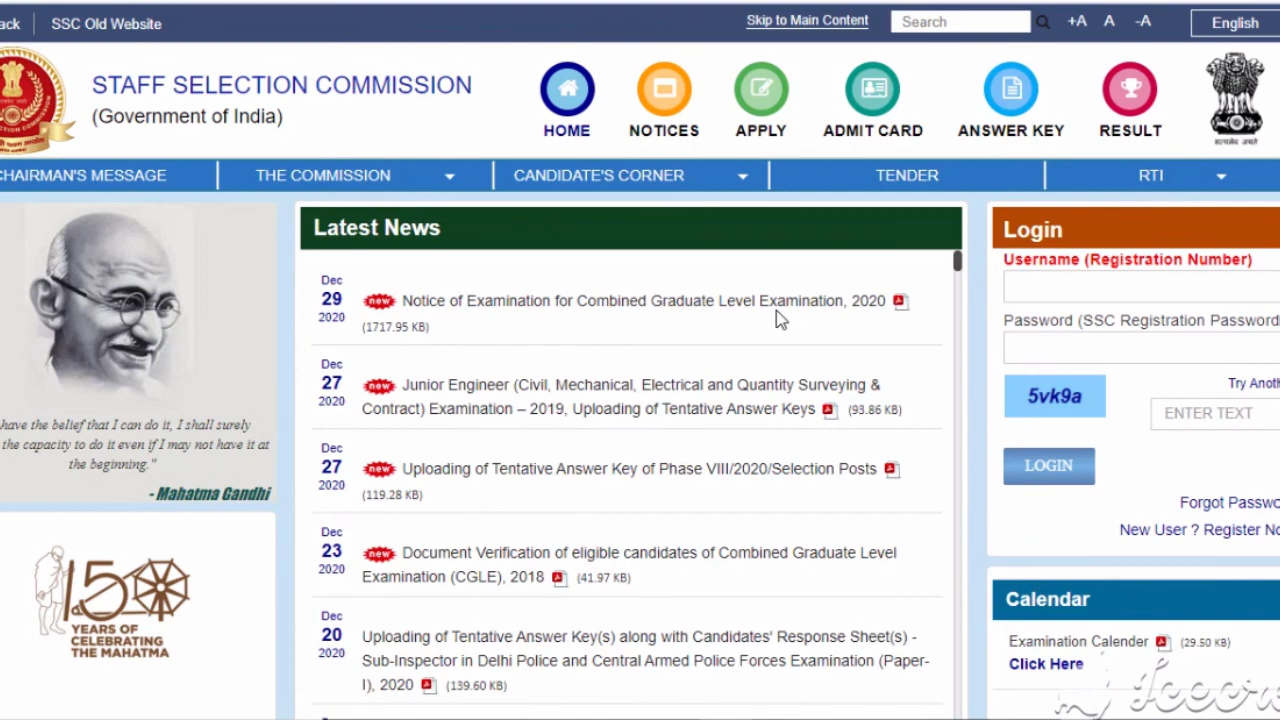 SSC Old Website
Skip to Main Content
Search
+A A -A
English
STAFF SELECTION COMMISSION
(Government of India)
HOME
NOTICES
APPLY
ADMIT CARD
ANSWER KEY
RESULT
सत्यमेव जयते
CHAIRMAN'S MESSAGE
THE COMMISSION
CANDIDATE'S CORNER
TENDER
RTI
have the belief that I can do it, I shall surely
the capacity to do it even if I may not have it at
the beginning."
- Mahatma Gandhi
150
YEARS OF
CELEBRATING
THE MAHATMA
Latest News
Dec
29
2020
new Notice of Examination for Combined Graduate Level Examination, 2020
(1717.95 KB)
Dec
27
2020
new Junior Engineer (Civil, Mechanical, Electrical and Quantity Surveying &
Contract) Examination – 2019, Uploading of Tentative Answer Keys (93.86 KB)
Dec
27
2020
new Uploading of Tentative Answer Key of Phase VIII/2020/Selection Posts
(119.28 KB)
Dec
23
2020
new Document Verification of eligible candidates of Combined Graduate Level
Examination (CGLE), 2018 (41.97 KB)
Dec
20
2020
Uploading of Tentative Answer Key(s) along with Candidates' Response Sheet(s) -
Sub-Inspector in Delhi Police and Central Armed Police Forces Examination (Paper-
I), 2020 (139.60 KB)
Login
Username (Registration Number)
Password (SSC Registration Password
5vk9a
Try Anoth
ENTER TEXT
LOGIN
Forgot Passwo
New User ? Register No
Calendar
Examination Calender (29.50 KB)
Click Here